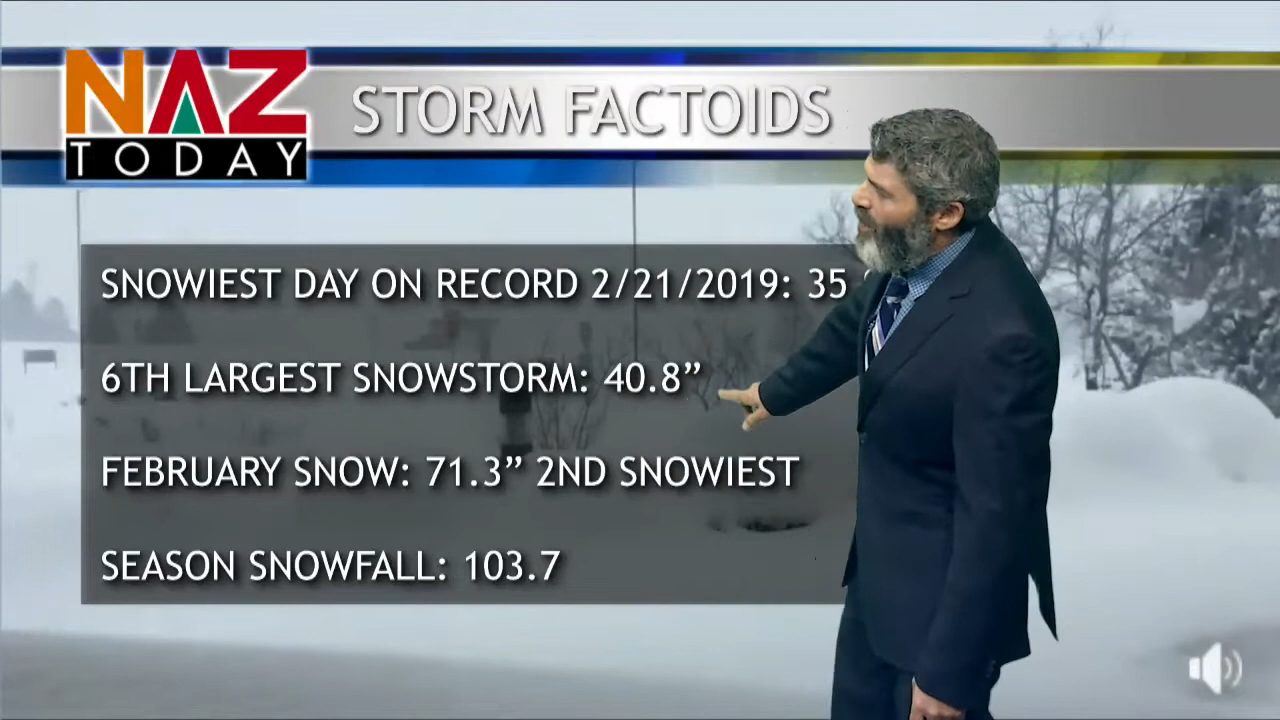 NAZ
TODAY
STORM FACTOIDS
SNOWIEST DAY ON RECORD 2/21/2019: 35
6TH LARGEST SNOWSTORM: 40.8”
FEBRUARY SNOW: 71.3” 2ND SNOWIEST
SEASON SNOWFALL: 103.7